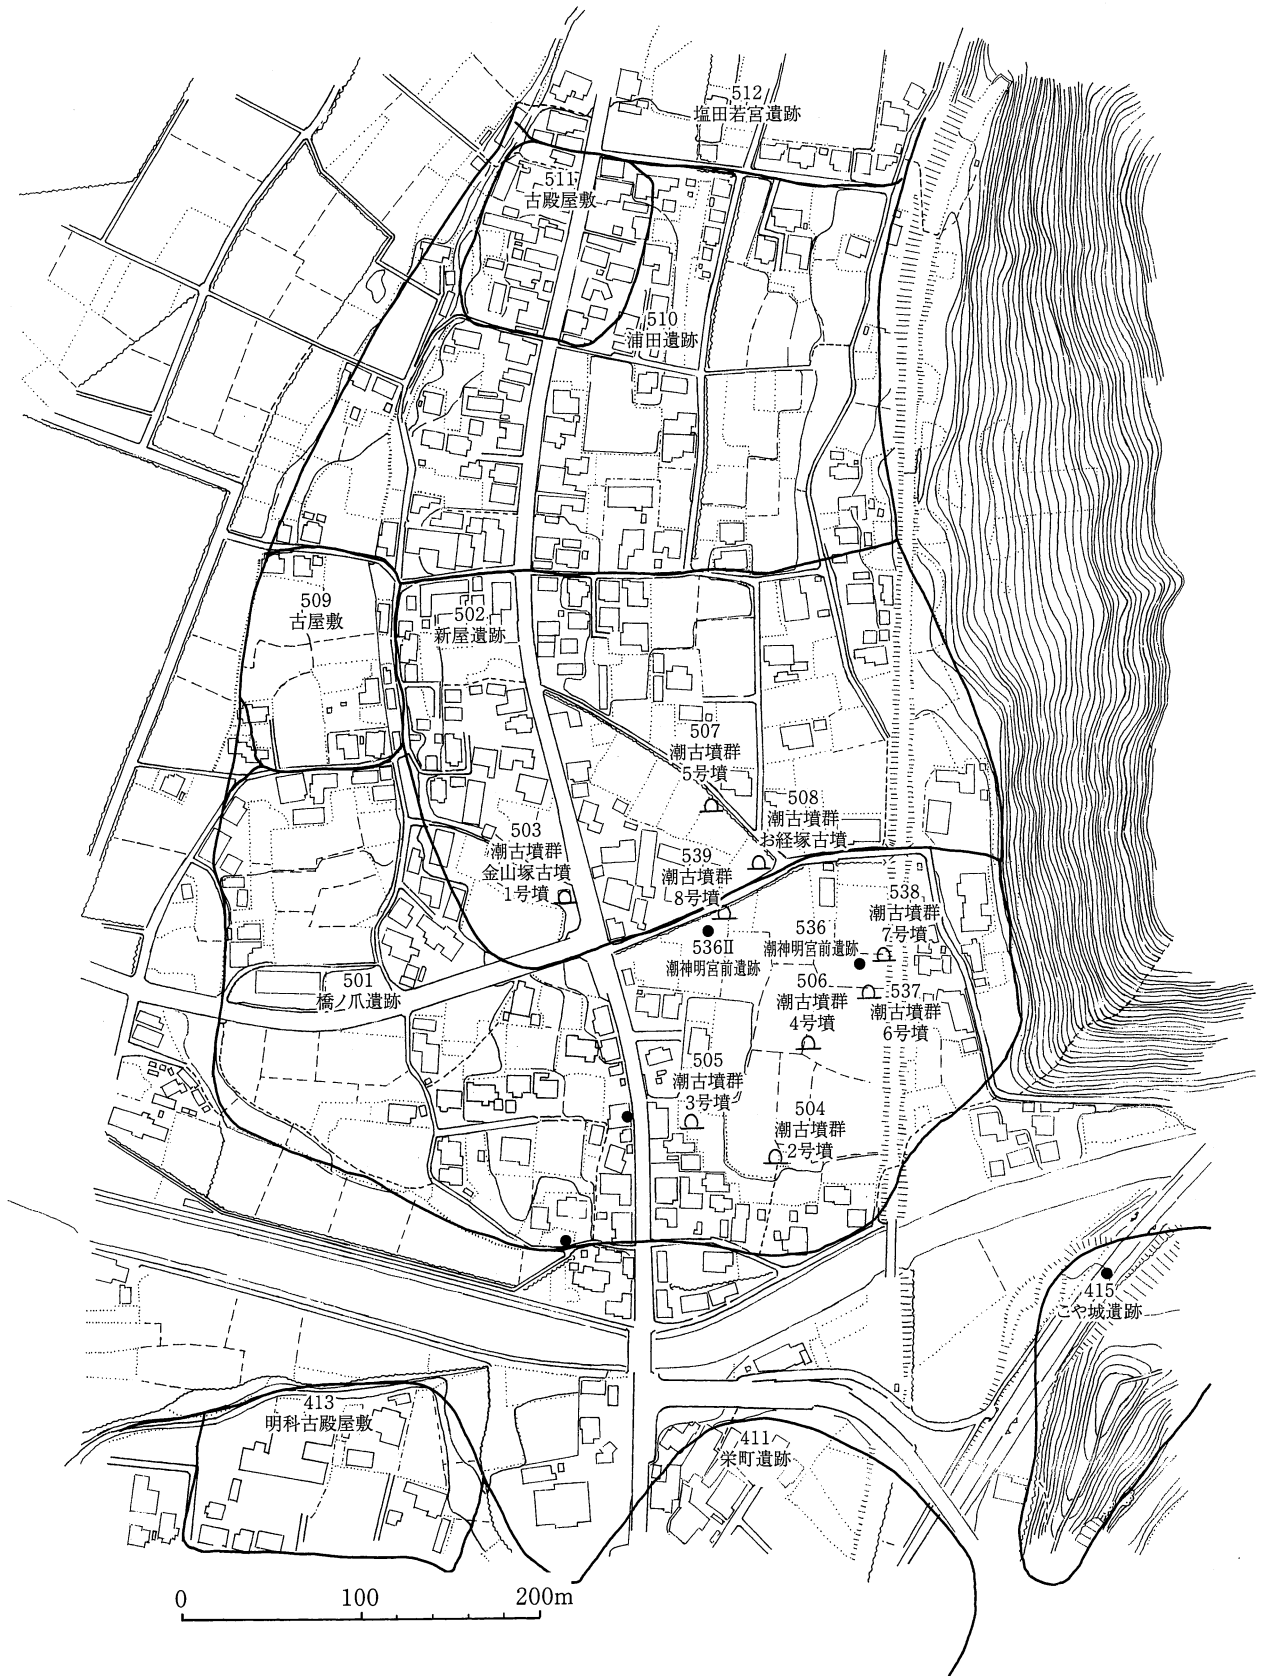 512
塩田若宮遺跡
511
古殿屋敷
510
浦田遺跡
509
古屋敷
502
新屋遺跡
507
潮古墳群
5号墳
508
潮古墳群
お経塚古墳
503
潮古墳群
金山塚古墳
1号墳
539
潮古墳群
8号墳
538
潮古墳群
7号墳
536Ⅱ
潮神明宮前遺跡
536
潮神明宮前遺跡
501
橋ノ爪遺跡
506
潮古墳群
4号墳
537
潮古墳群
6号墳
505
潮古墳群
3号墳
504
潮古墳群
2号墳
415
こや城遺跡
413
明科古殿屋敷
411
栄町遺跡
0 100 200m